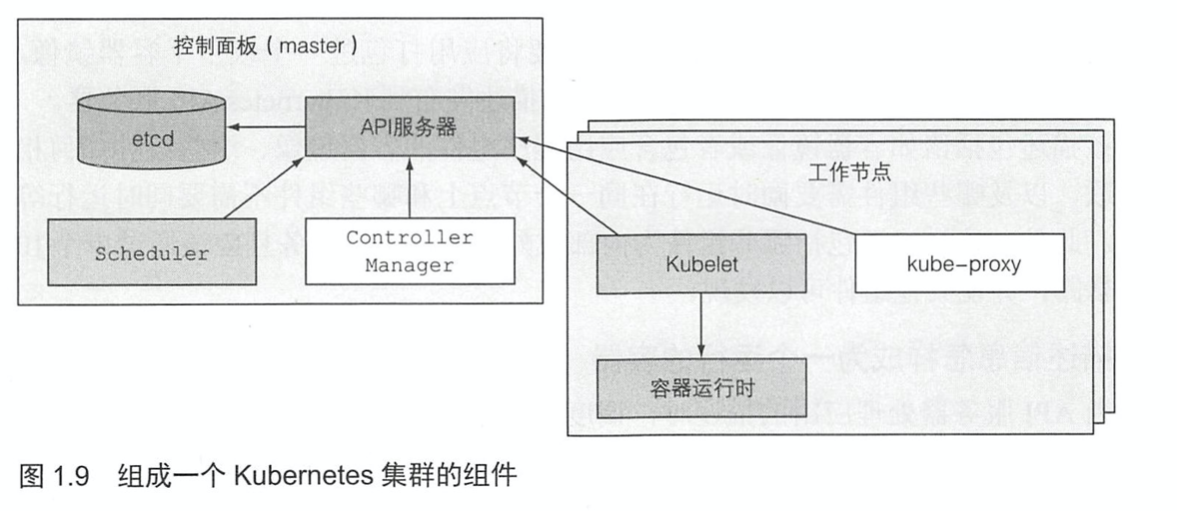 控制面板（master）
etcd
API服务器
Scheduler
Controller
Manager
工作节点
Kubelet
kube-proxy
容器运行时
图 1.9 组成一个 Kubernetes 集群的组件